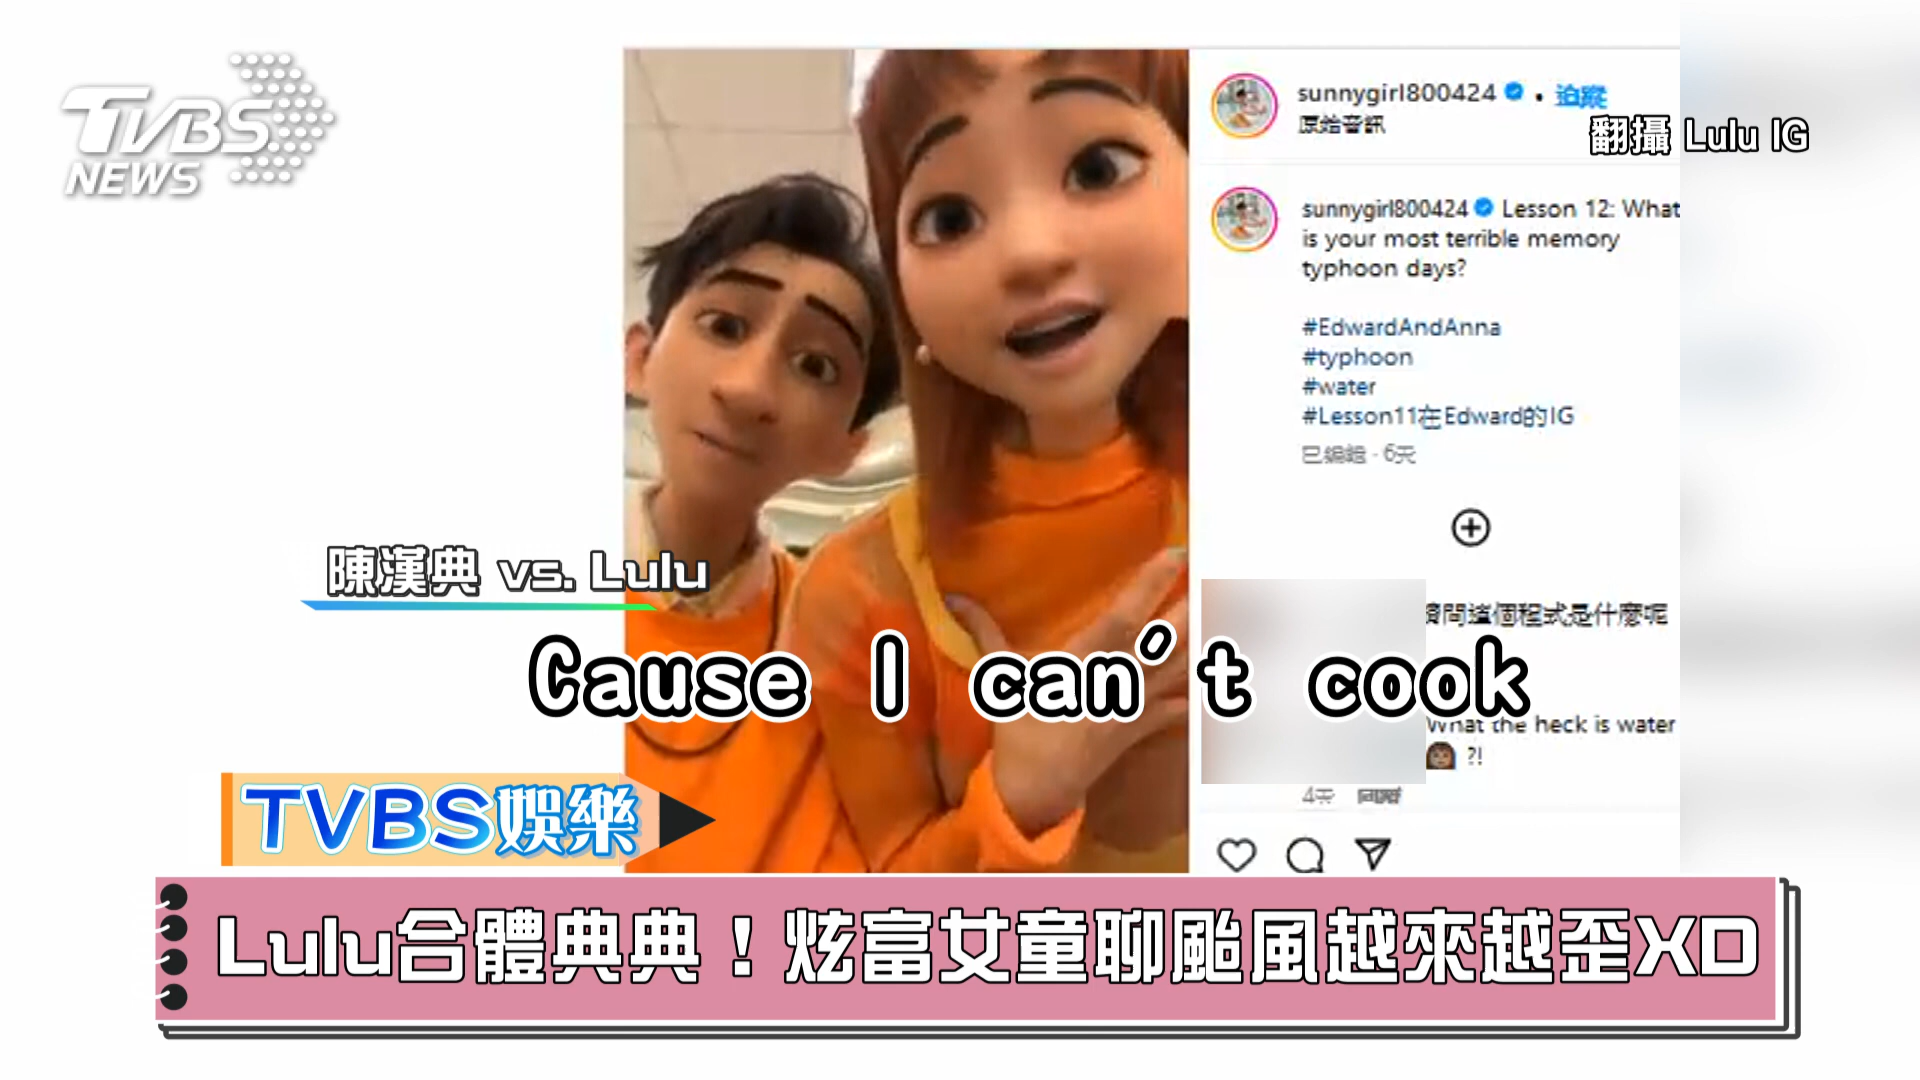 TVBS
NEWS
sunnygirl800424 • 追蹤
原始音訊
翻攝 Lulu IG
sunnygirl800424 Lesson 12: What
is your most terrible memory
typhoon days?
#EdwardAndAnna
#typhoon
#water
#Lesson11在Edward的IG
已編輯 · 6天
陳漢典 vs. Lulu
請問這個程式是什麼呢
Cause I can't cook
What the heck is water
?!
4天 回覆
TVBS娛樂
Lulu合體典典！炫富女童聊颱風越來越歪XD